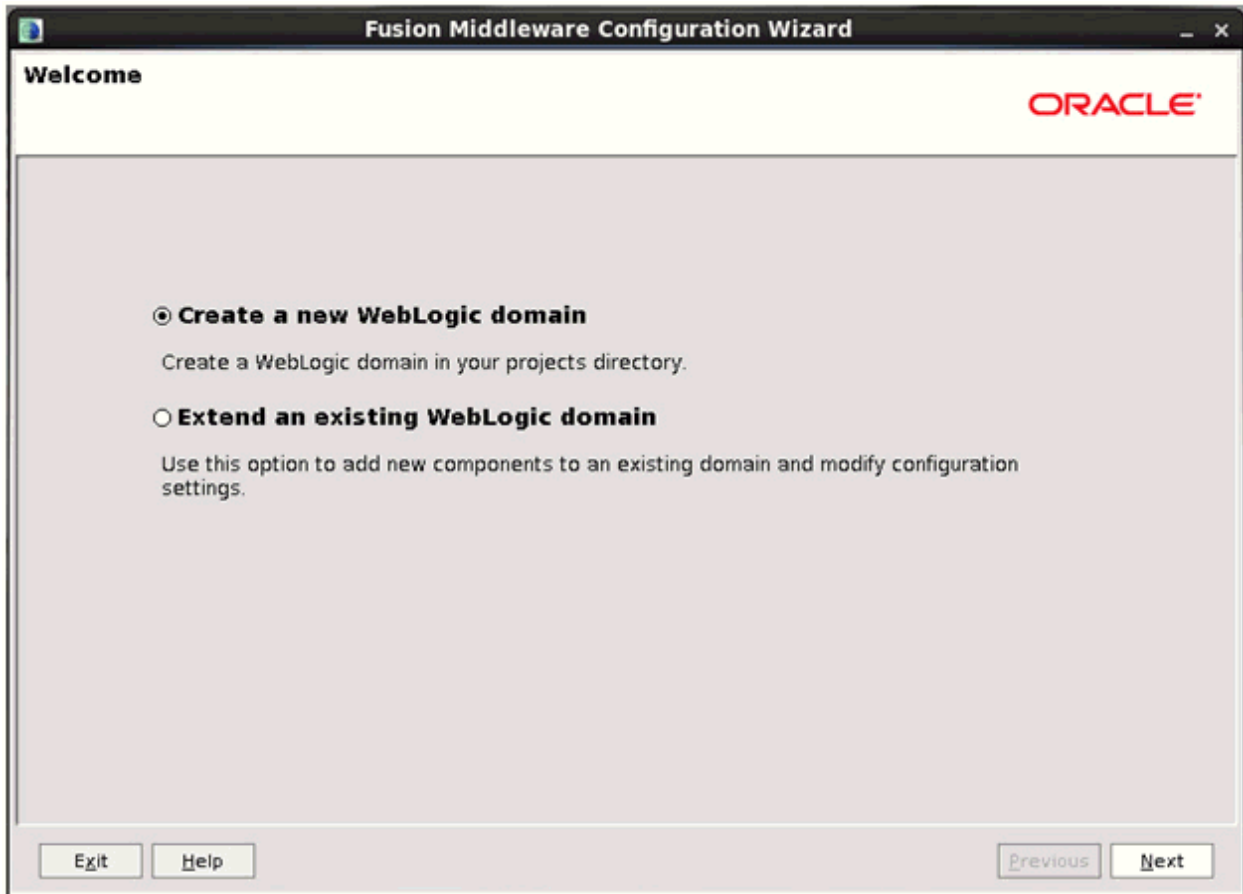 Fusion Middleware Configuration Wizard
Welcome
ORACLE
Create a new WebLogic domain
Create a WebLogic domain in your projects directory.
Extend an existing WebLogic domain
Use this option to add new components to an existing domain and modify configuration
settings.
Exit Help Previous Next